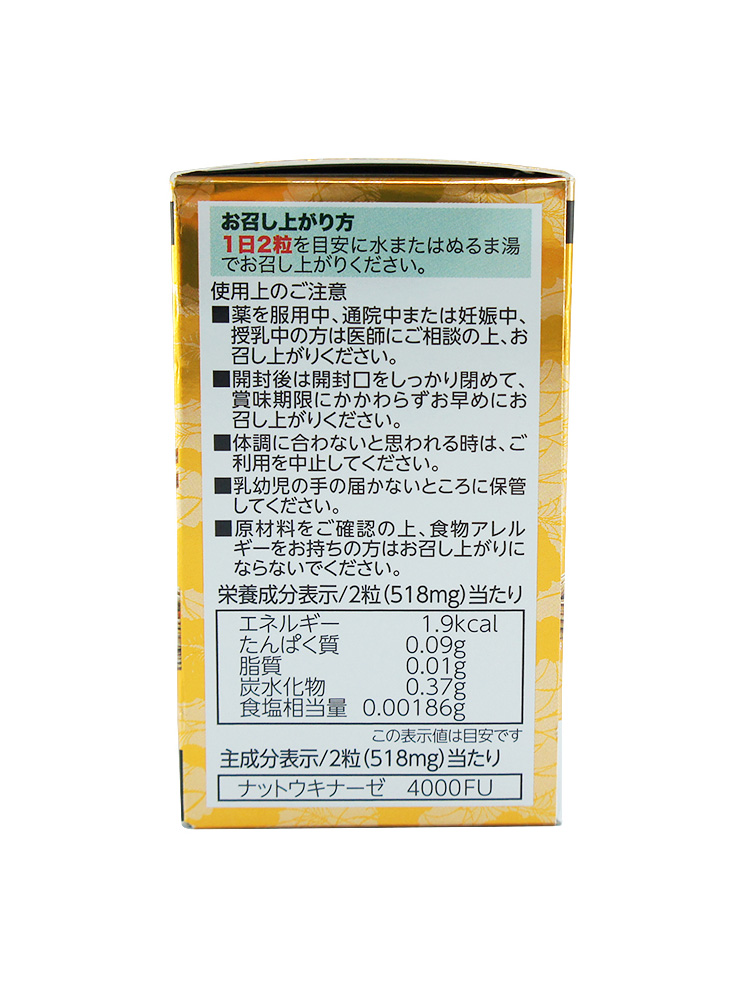 お召し上がり方
1日2粒を目安に水またはぬるま湯
でお召し上がりください。
使用上のご注意
■薬を服用中、通院中または妊娠中、
授乳中の方は医師にご相談の上、お
召し上がりください。
■開封後は開封口をしっかり閉めて、
賞味期限にかかわらずお早めにお
召し上がりください。
■体調に合わないと思われる時は、ご
利用を中止してください。
■乳幼児の手の届かないところに保管
してください。
■原材料をご確認の上、食物アレル
ギーをお持ちの方はお召し上がりに
ならないでください。
栄養成分表示/2粒(518mg)当たり
エネルギー 1.9kcal
たんぱく質 0.09g
脂質 0.01g
炭水化物 0.37g
食塩相当量 0.00186g
この表示値は目安です
主成分表示/2粒(518mg)当たり
ナットウキナーゼ 4000FU